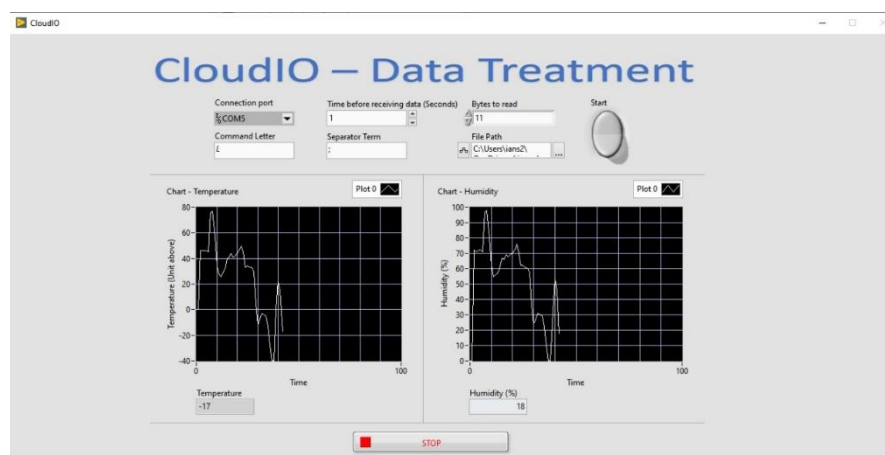 CloudIO
CloudIO – Data Treatment
Connection port Time before receiving data (Seconds) Bytes to read Start
COM5 1 11
Command Letter Separator Term File Path
; C:\Users\ians2\
...
Chart - Temperature Plot 0
80
60
40
20
0
-20
-40
Temperature (Unit above)
0 100
Time
Temperature
-17
Chart - Humidity Plot 0
100
90
80
70
60
50
40
30
20
10
0
Humidity (%)
0 100
Time
Humidity (%)
18
STOP